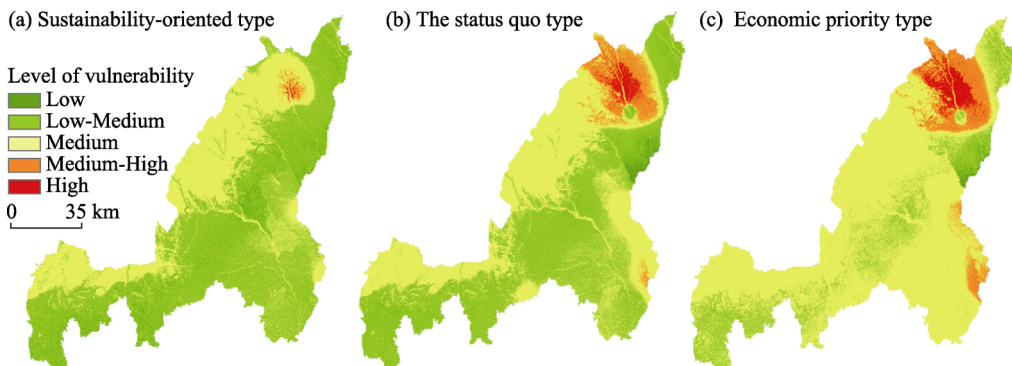 (a) Sustainability-oriented type
(b) The status quo type
(c) Economic priority type
Level of vulnerability
Low
Low-Medium
Medium
Medium-High
High
0 35 km